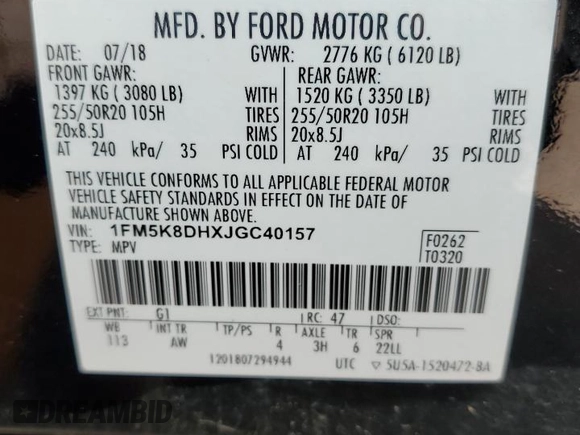 MFD. BY FORD MOTOR CO.
DATE: 07/18 GVWR: 2776 KG ( 6120 LB)
FRONT GAWR: REAR GAWR:
1397 KG ( 3080 LB) WITH 1520 KG ( 3350 LB) WITH
255/50R20 105H TIRES 255/50R20 105H TIRES
20x8.5J RIMS 20x8.5J RIMS
AT 240 kPa/ 35 PSI COLD AT 240 kPa/ 35 PSI COLD
THIS VEHICLE CONFORMS TO ALL APPLICABLE FEDERAL MOTOR
VEHICLE SAFETY STANDARDS IN EFFECT ON THE DATE OF
MANUFACTURE SHOWN ABOVE.
VIN: 1FM5K8DHXJGC40157 F0262
TYPE: MPV T0320
EXT PNT: G1 RC: 47 DSO:
WB INT TR TP/PS R AXLE TR SPR
113 AW 4 3H 6 22LL
1201807294944 UTC ▽ 5U5A-1520472-BA
DREAMBID